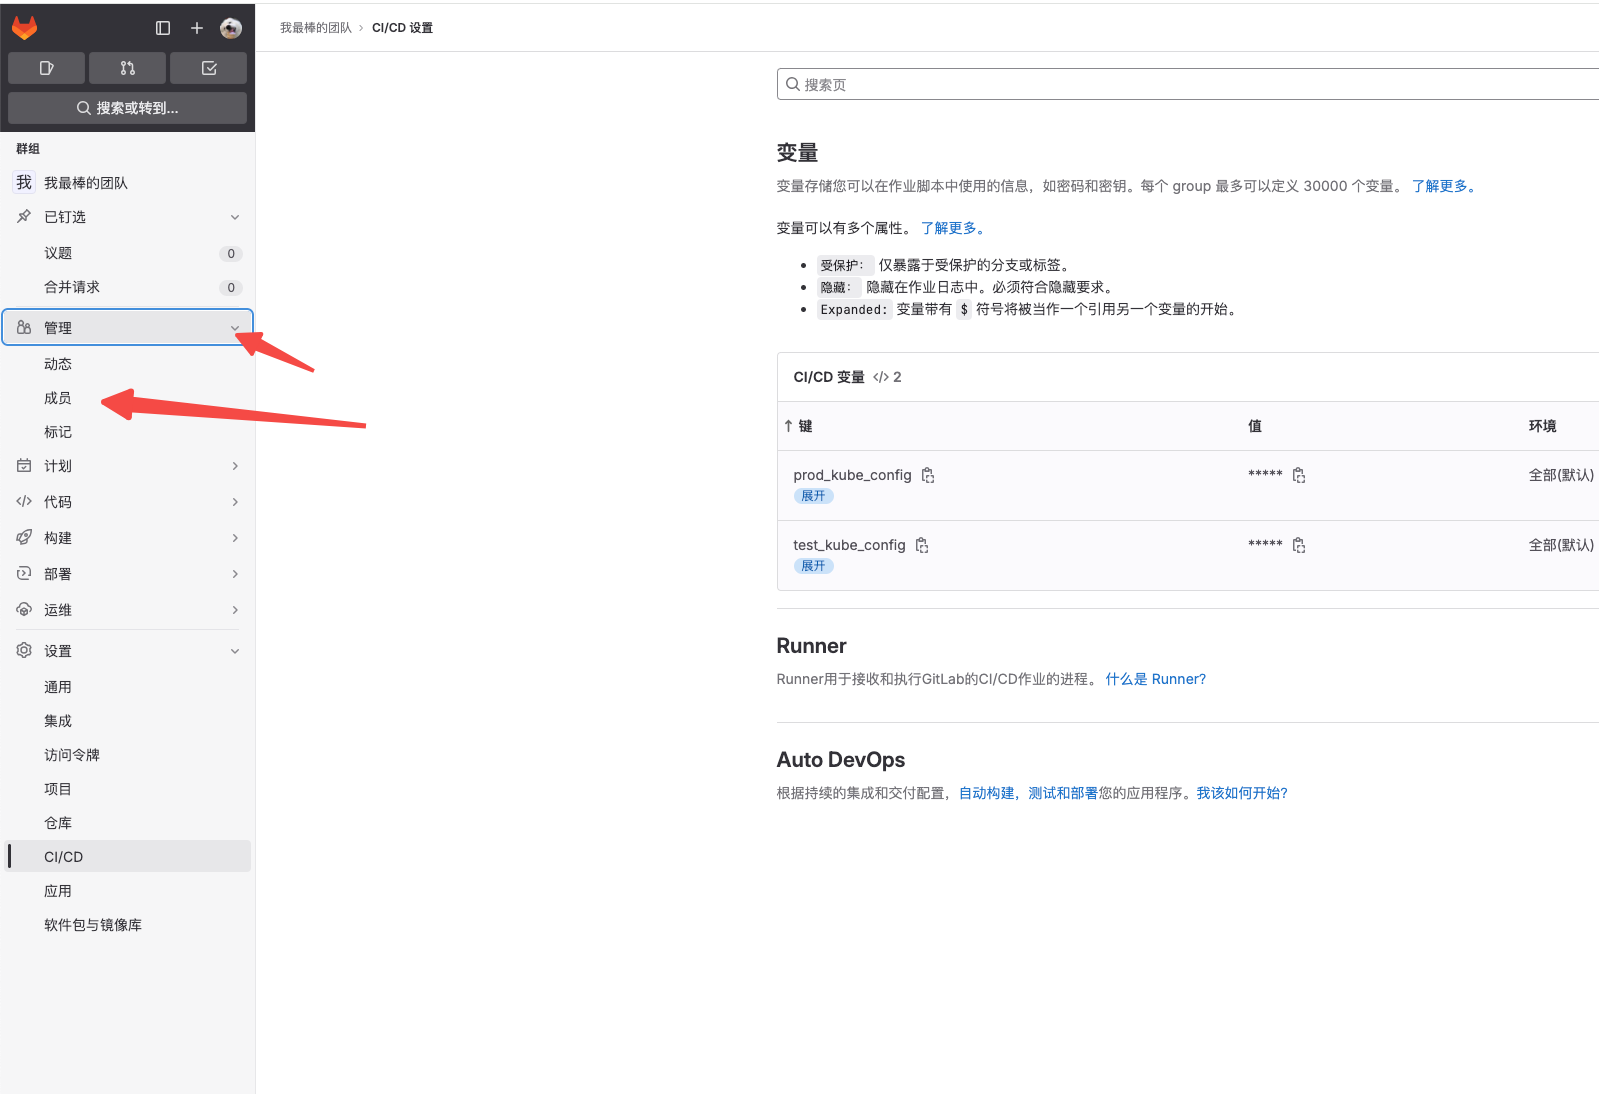 我最棒的团队 › CI/CD 设置
搜索或转到...
群组
我 我最棒的团队
已钉选
议题 0
合并请求 0
管理
动态
成员
标记
计划
代码
构建
部署
运维
设置
通用
集成
访问令牌
项目
仓库
CI/CD
应用
软件包与镜像库
搜索页
变量
变量存储您可以在作业脚本中使用的信息，如密码和密钥。每个 group 最多可以定义 30000 个变量。 了解更多。
变量可以有多个属性。 了解更多。
• 受保护： 仅暴露于受保护的分支或标签。
• 隐藏： 隐藏在作业日志中。必须符合隐藏要求。
• Expanded: 变量带有 $ 符号将被当作一个引用另一个变量的开始。
CI/CD 变量 </> 2
↑ 键 值 环境
prod_kube_config ***** 全部(默认)
展开
test_kube_config ***** 全部(默认)
展开
Runner
Runner用于接收和执行GitLab的CI/CD作业的进程。 什么是 Runner?
Auto DevOps
根据持续的集成和交付配置，自动构建，测试和部署您的应用程序。我该如何开始?